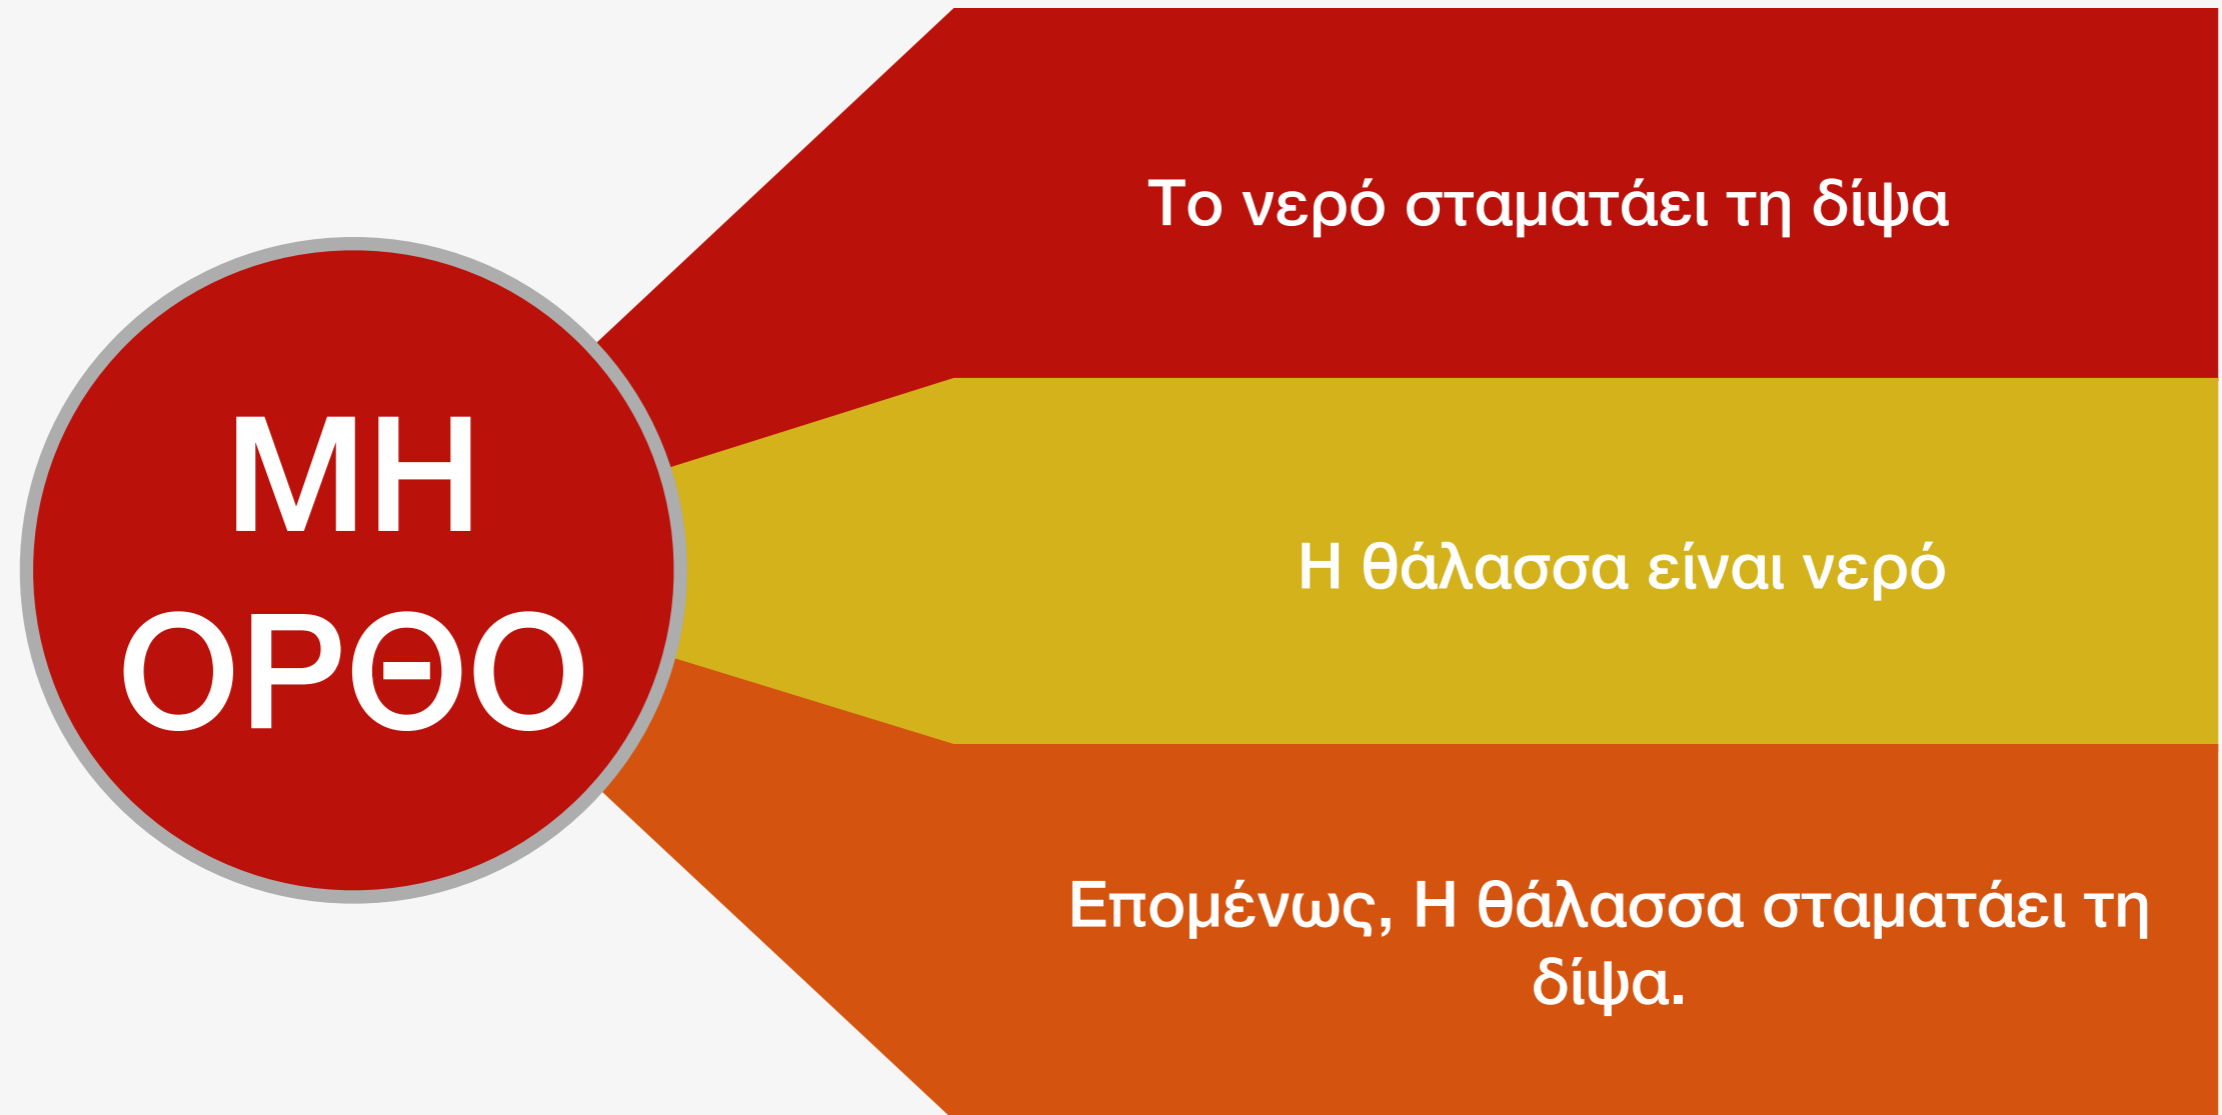 ΜΗ
ΟΡΘΟ
Το νερό σταματάει τη δίψα
Η θάλασσα είναι νερό
Επομένως, Η θάλασσα σταματάει τη
δίψα.